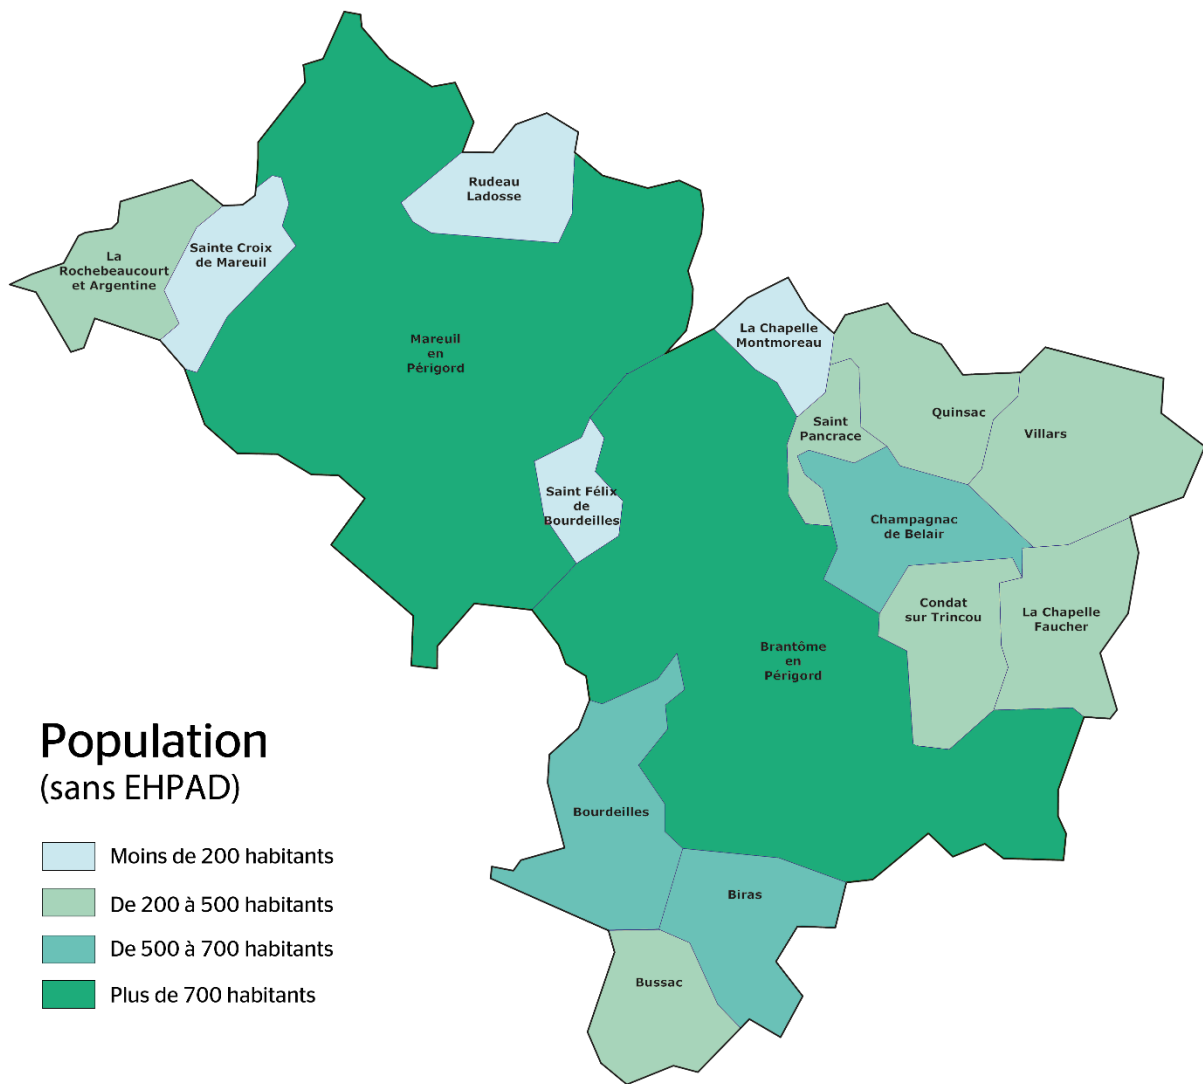 Rudeau
Ladosse
Sainte Croix
de Mareuil
La
Rochebeaucourt
et Argentine
Mareuil
en
Périgord
La Chapelle
Montmoreau
Saint
Pancrace
Quinsac
Villars
Saint Félix
de
Bourdeilles
Champagnac
de Belair
Condat
sur Trincou
La Chapelle
Faucher
Brantôme
en
Périgord
Bourdeilles
Biras
Bussac
Population
(sans EHPAD)
Moins de 200 habitants
De 200 à 500 habitants
De 500 à 700 habitants
Plus de 700 habitants